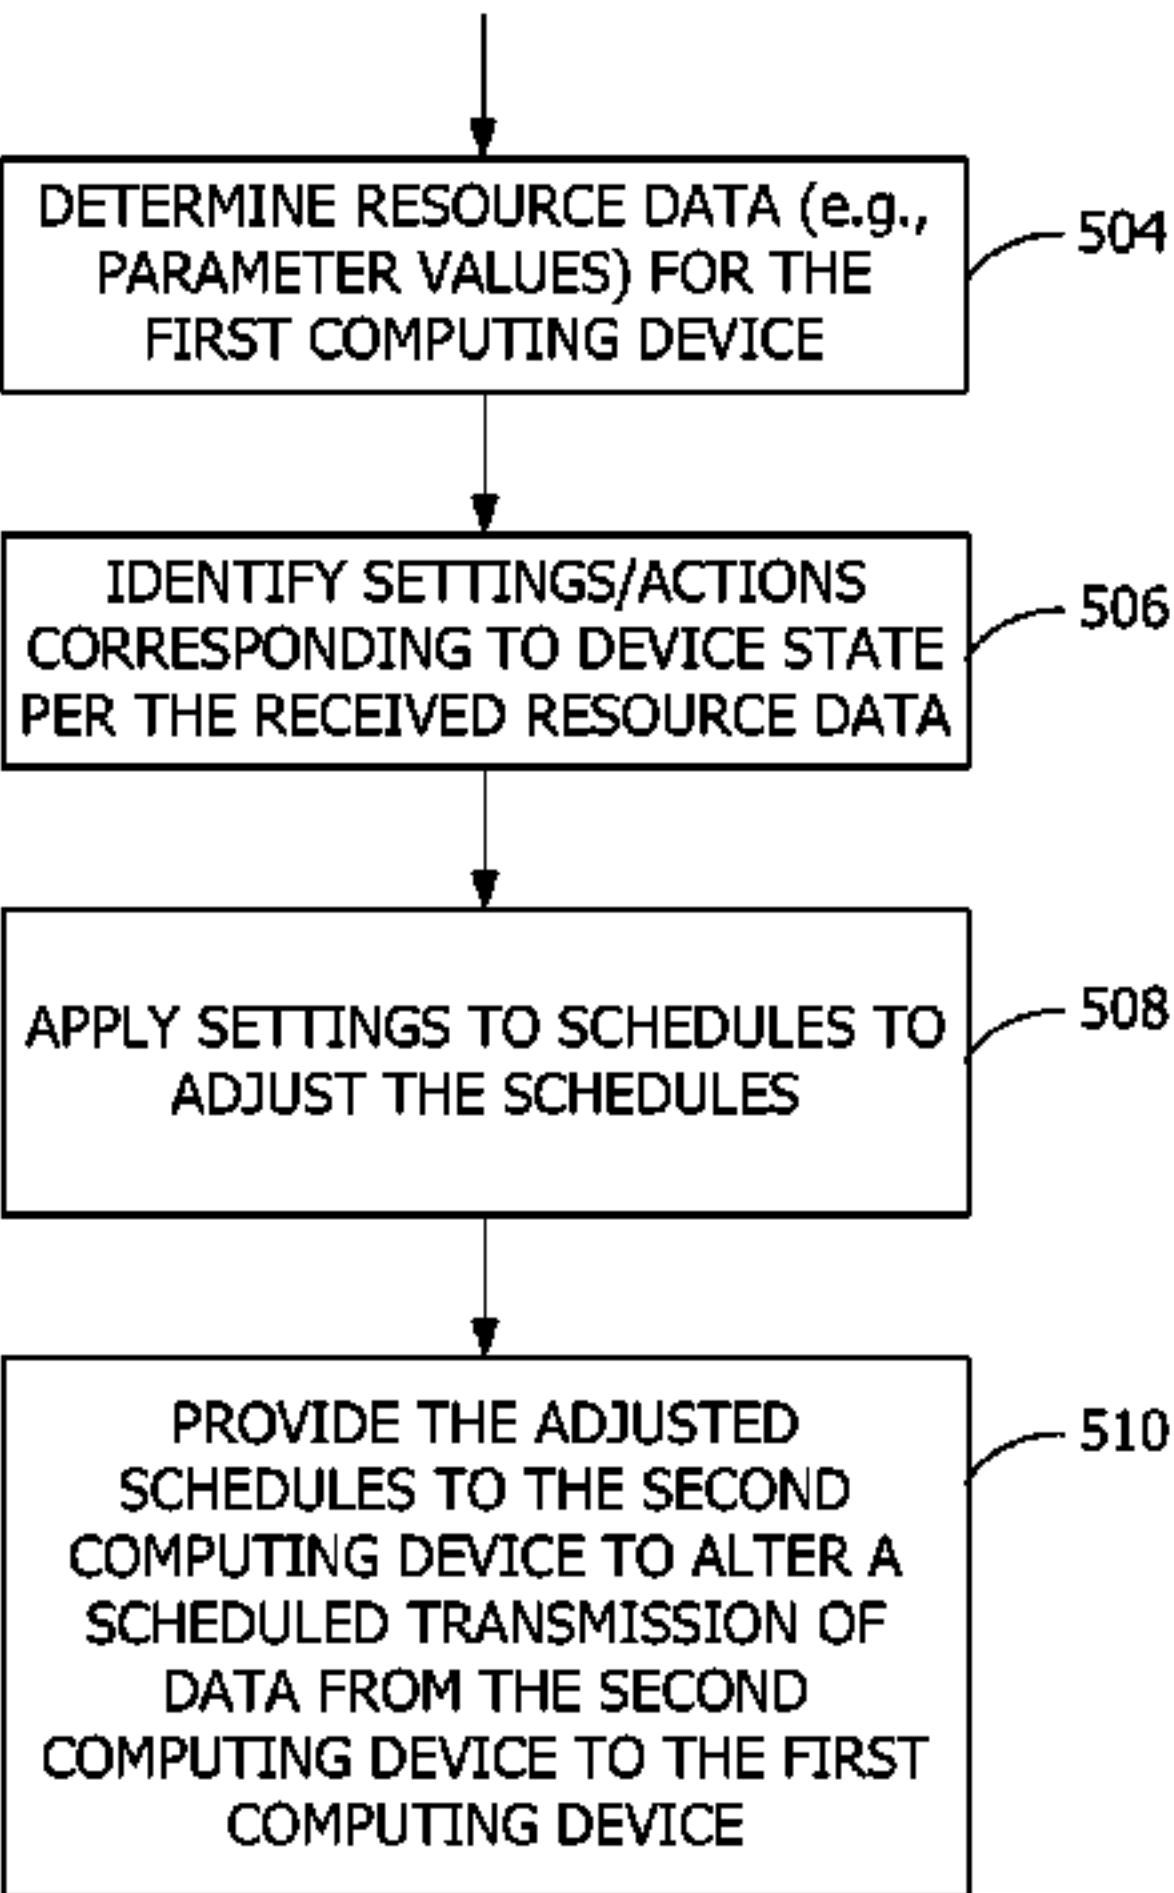 DETERMINE RESOURCE DATA (e.g.,
PARAMETER VALUES) FOR THE
FIRST COMPUTING DEVICE
504
IDENTIFY SETTINGS/ACTIONS
CORRESPONDING TO DEVICE STATE
PER THE RECEIVED RESOURCE DATA
506
APPLY SETTINGS TO SCHEDULES TO
ADJUST THE SCHEDULES
508
PROVIDE THE ADJUSTED
SCHEDULES TO THE SECOND
COMPUTING DEVICE TO ALTER A
SCHEDULED TRANSMISSION OF
DATA FROM THE SECOND
COMPUTING DEVICE TO THE FIRST
COMPUTING DEVICE
510